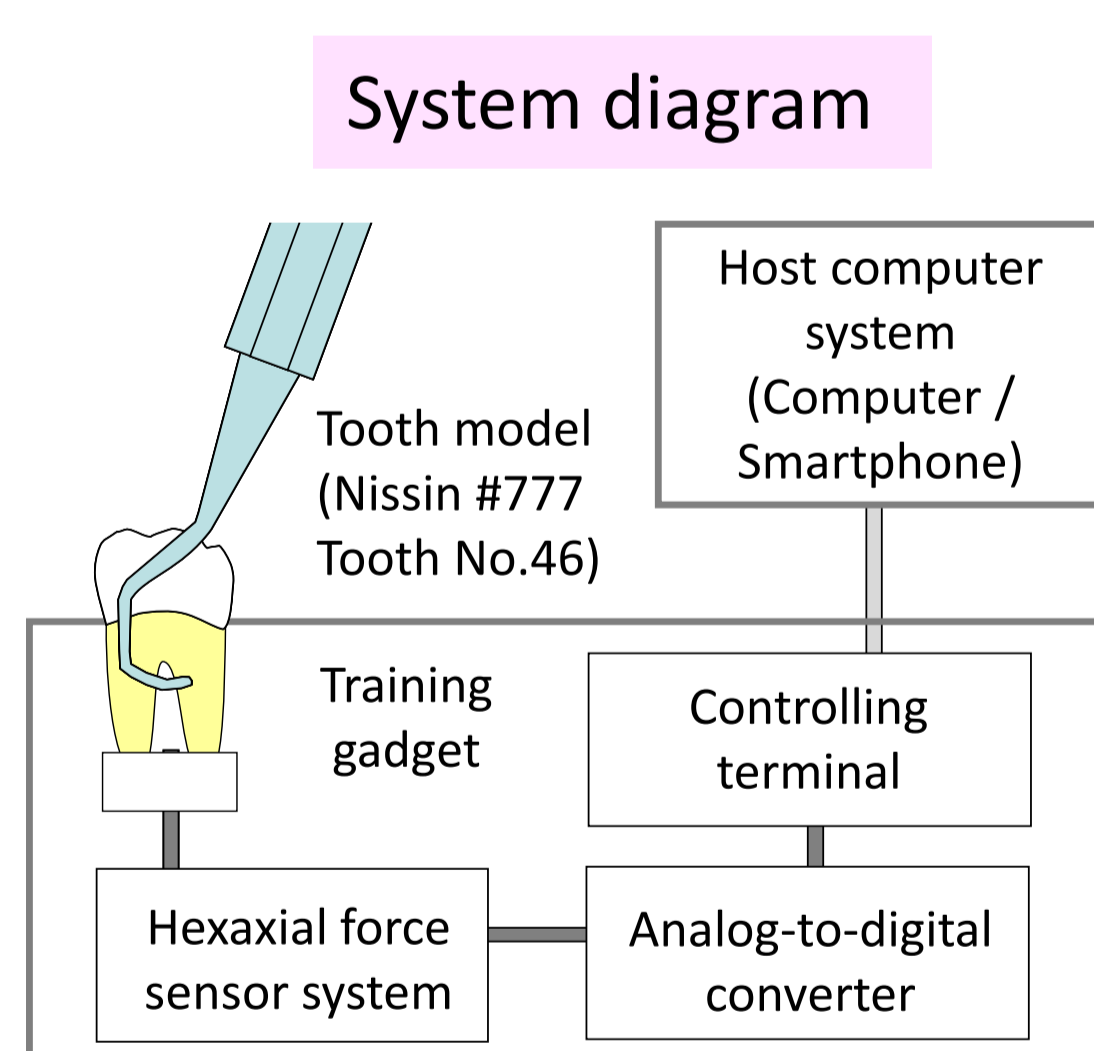 System diagram
Host computer
system
(Computer /
Smartphone)
Tooth model
(Nissin #777
Tooth No.46)
Training
gadget
Controlling
terminal
Hexaxial force
sensor system
Analog-to-digital
converter